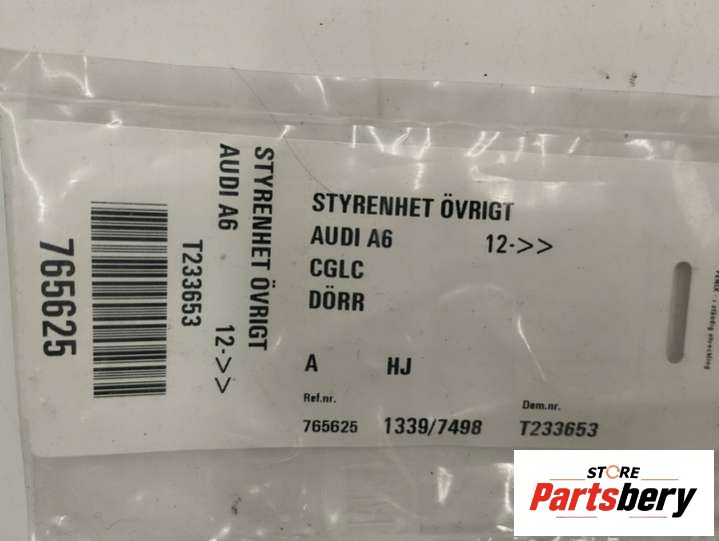 STYRENHET ÖVRIGT
AUDI A6 12->>
T233653
765625
STYRENHET ÖVRIGT
AUDI A6 12->>
CGLC
DÖRR
A HJ
Ref.nr. Dem.nr.
765625 1339/7498 T233653
STORE
Partsbery